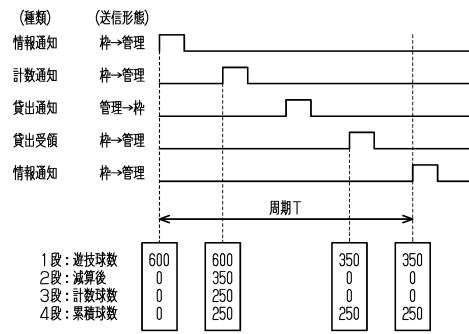 (種類) (送信形態)
情報通知 枠→管理
計数通知 枠→管理
貸出通知 管理→枠
貸出受領 枠→管理
情報通知 枠→管理
周期T
1段:遊技球数 600 600 350 350
2段:減算後 0 350 0 0
3段:計数球数 0 250 0 0
4段:累積球数 0 250 250 250